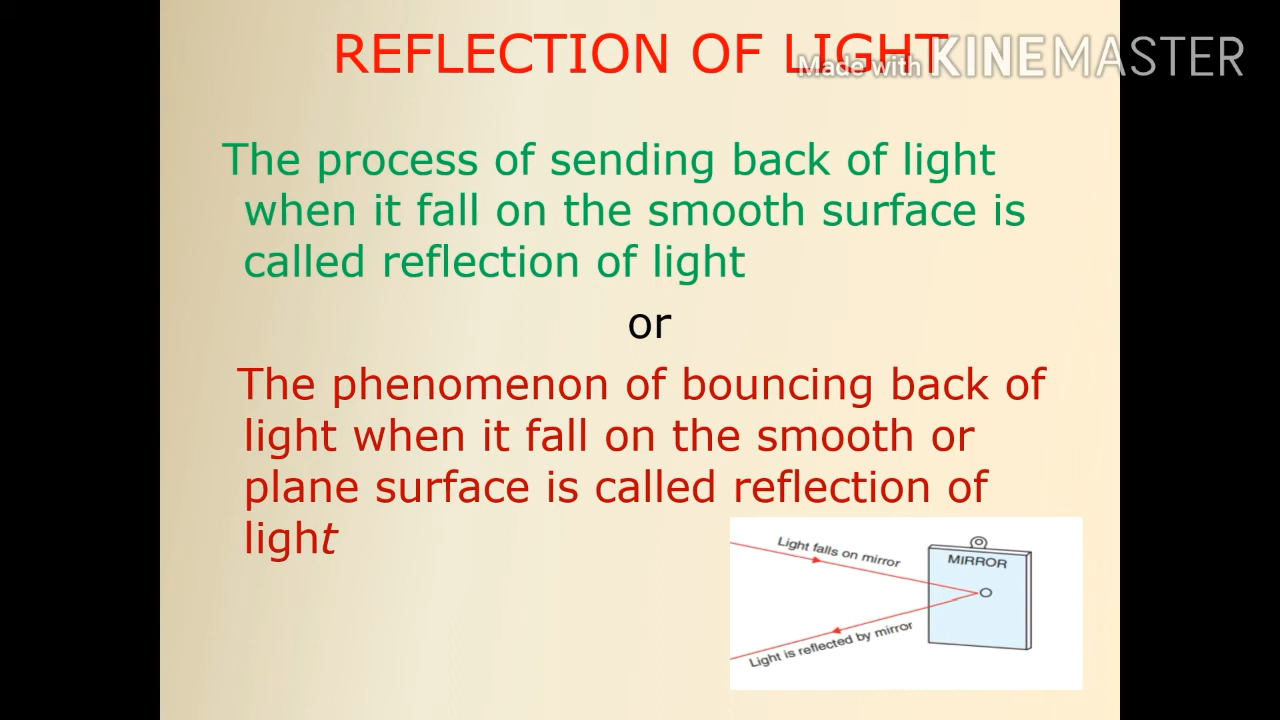 REFLECTION OF LIGHT
Made with KINEMASTER
The process of sending back of light
when it fall on the smooth surface is
called reflection of light
or
The phenomenon of bouncing back of
light when it fall on the smooth or
plane surface is called reflection of
light
Light falls on mirror
MIRROR
Light is reflected by mirror